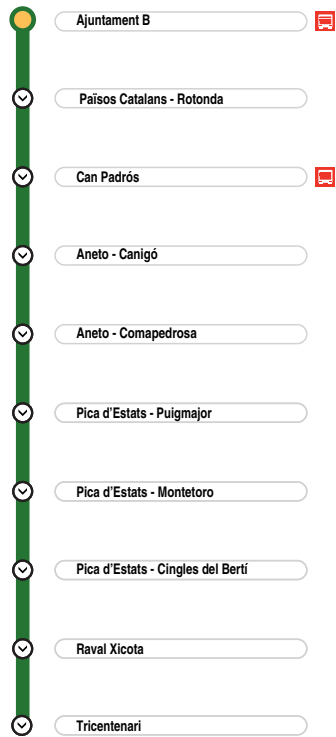 Ajuntament B
Països Catalans - Rotonda
Can Padrós
Aneto - Canigó
Aneto - Comapedrosa
Pica d'Estats - Puigmajor
Pica d'Estats - Montetoro
Pica d'Estats - Cingles del Bertí
Raval Xicota
Tricentenari